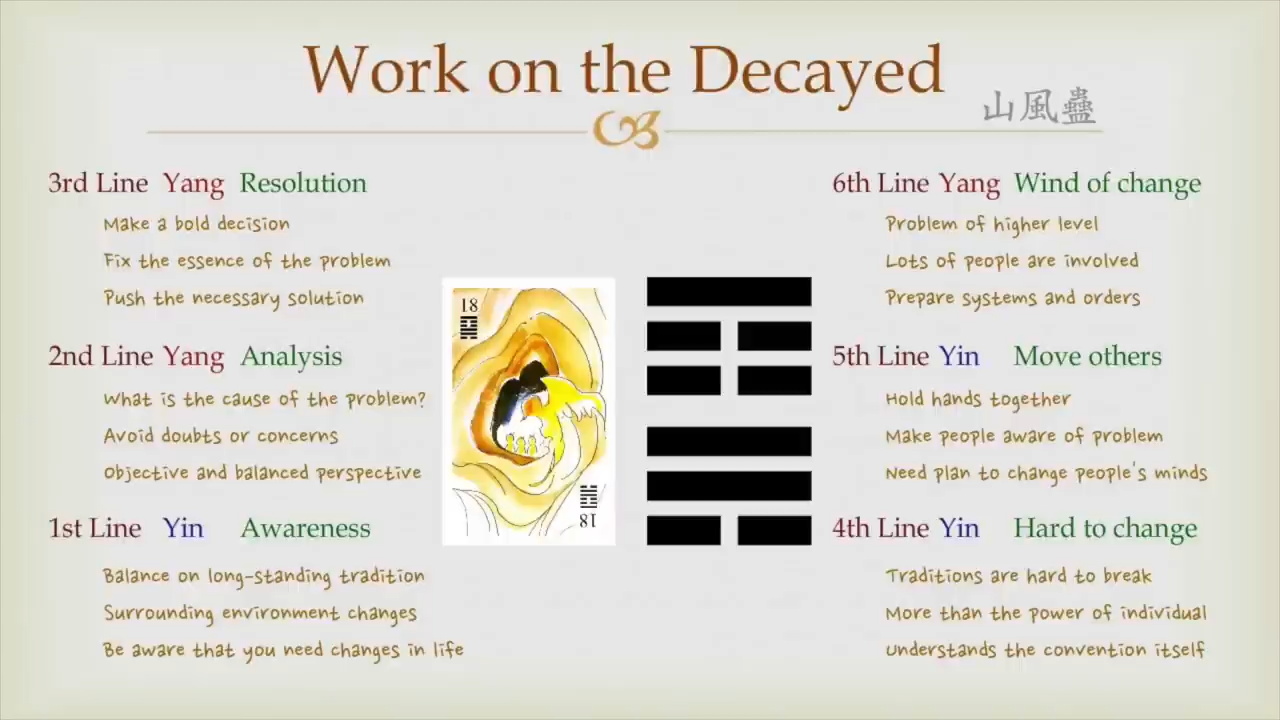 Work on the Decayed
山風蠱
3rd Line Yang Resolution
Make a bold decision
Fix the essence of the problem
Push the necessary solution
2nd Line Yang Analysis
What is the cause of the problem?
Avoid doubts or concerns
Objective and balanced perspective
1st Line Yin Awareness
Balance on long-standing tradition
Surrounding environment changes
Be aware that you need changes in life
18
18
6th Line Yang Wind of change
Problem of higher level
Lots of people are involved
Prepare systems and orders
5th Line Yin Move others
Hold hands together
Make people aware of problem
Need plan to change people's minds
4th Line Yin Hard to change
Traditions are hard to break
More than the power of individual
Understands the convention itself